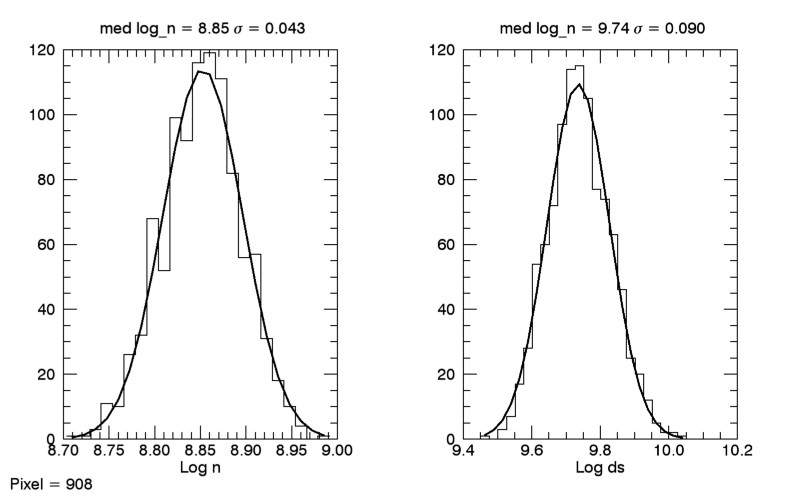 med log_n = 8.85 σ = 0.043
120
100
80
60
40
20
0
8.70 8.75 8.80 8.85 8.90 8.95 9.00
Log n
med log_n = 9.74 σ = 0.090
120
100
80
60
40
20
0
9.4 9.6 9.8 10.0 10.2
Log ds
Pixel = 908